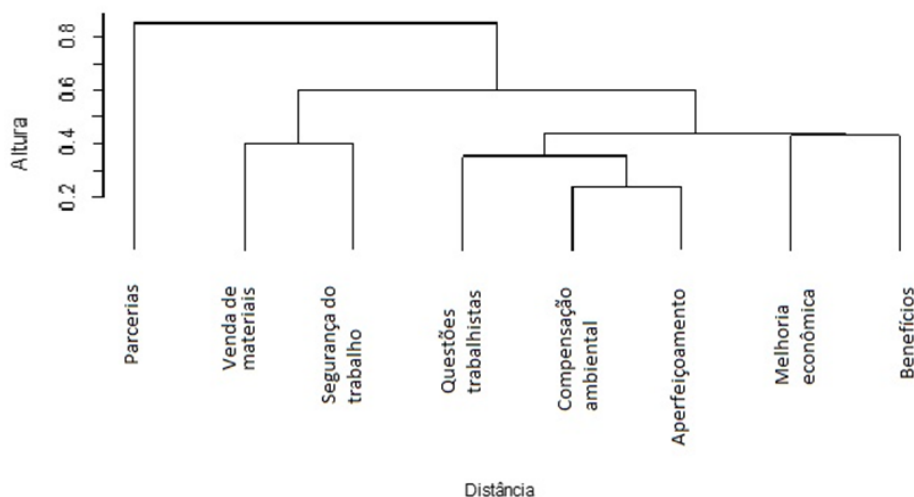 0.8
0.6
0.4
0.2
Altura
Parcerias
Venda de
materiais
Segurança do
trabalho
Questões
trabalhistas
Compensação
ambiental
Aperfeiçoamento
Melhoria
econômica
Benefícios
Distância